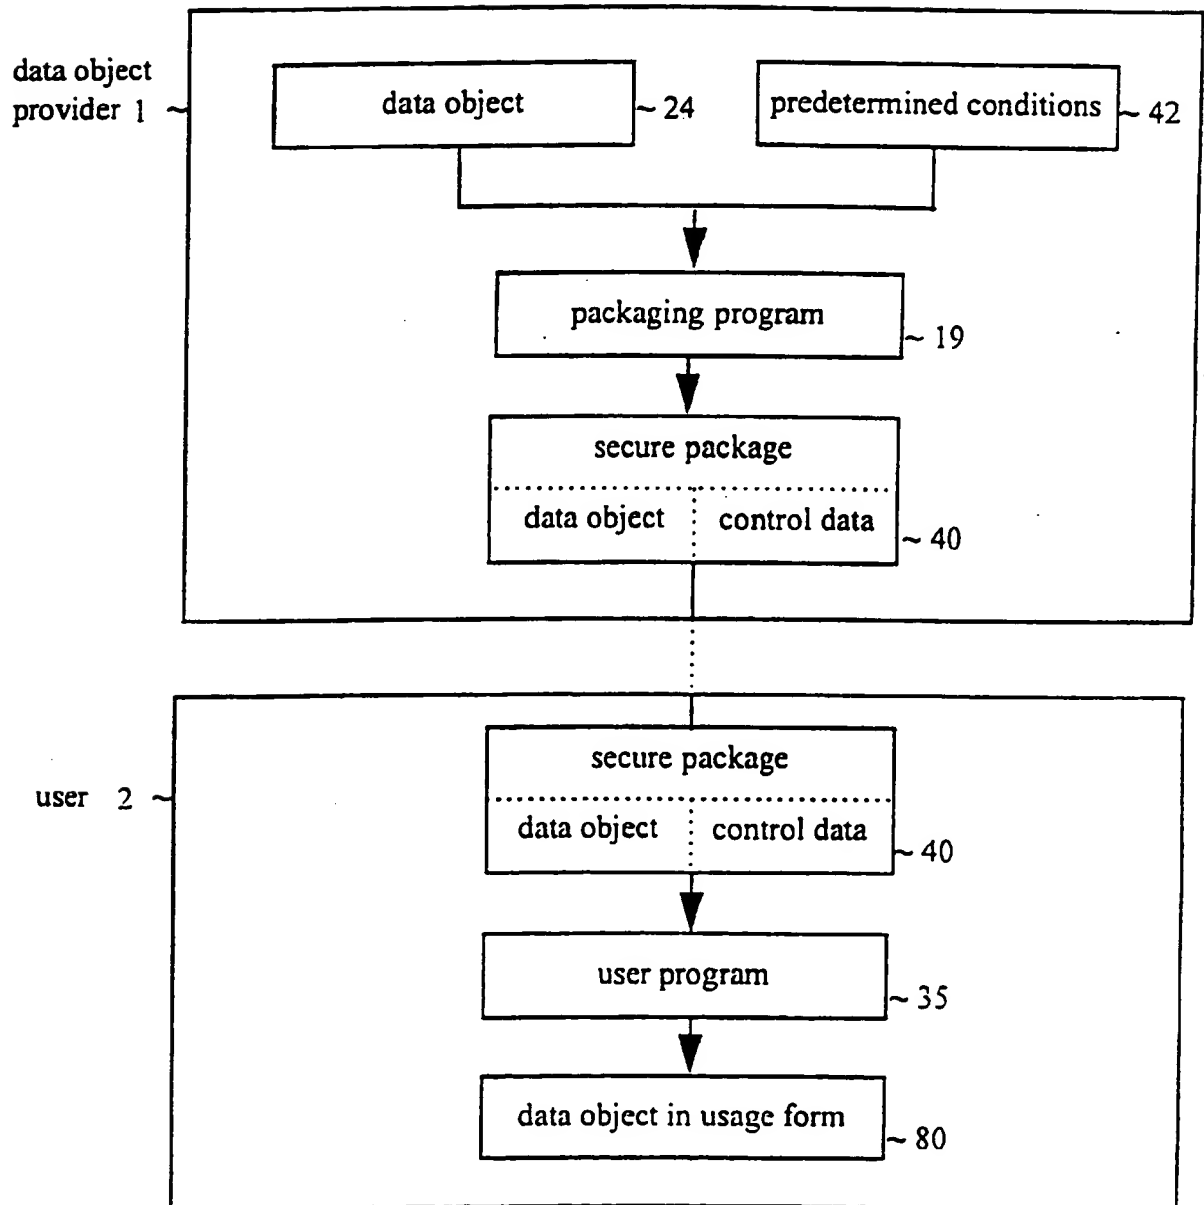 data object
provider 1 ~
data object
~ 24
predetermined conditions
~ 42
packaging program
~ 19
secure package
data object
control data
~ 40
user 2 ~
secure package
data object
control data
~ 40
user program
~ 35
data object in usage form
~ 80